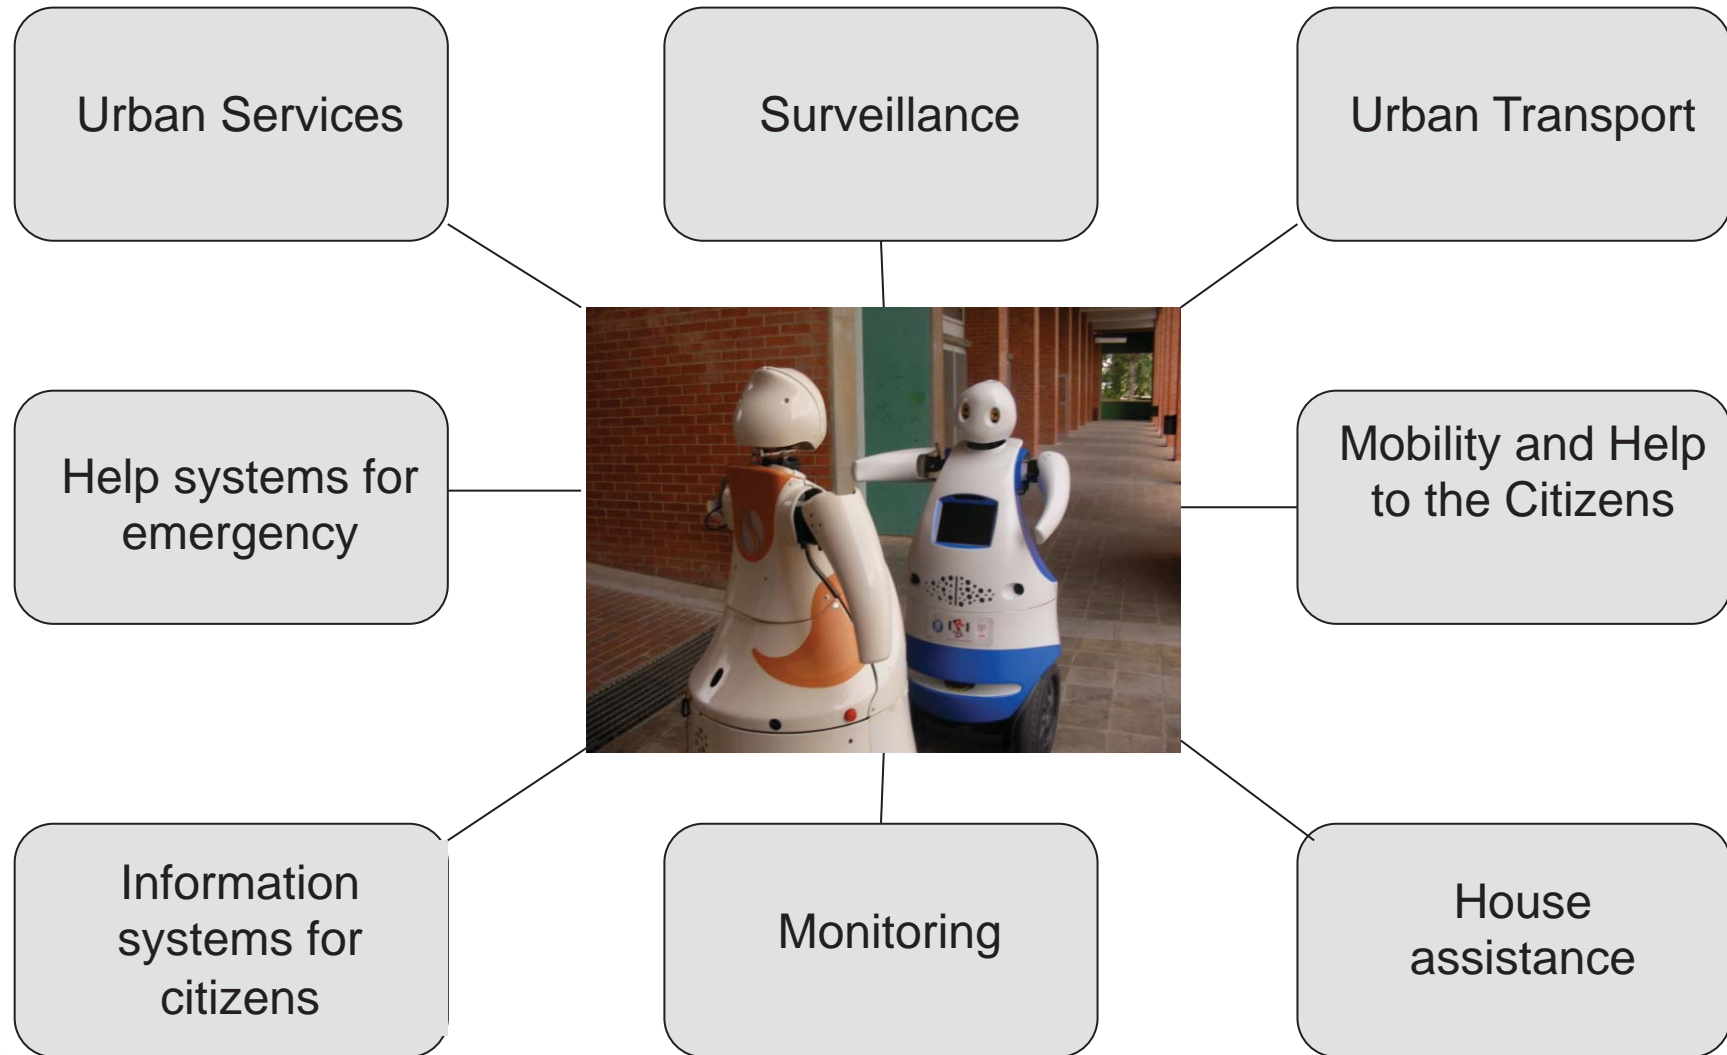 Urban Services
Surveillance
Urban Transport
Help systems for
emergency
Mobility and Help
to the Citizens
Information
systems for
citizens
Monitoring
House
assistance